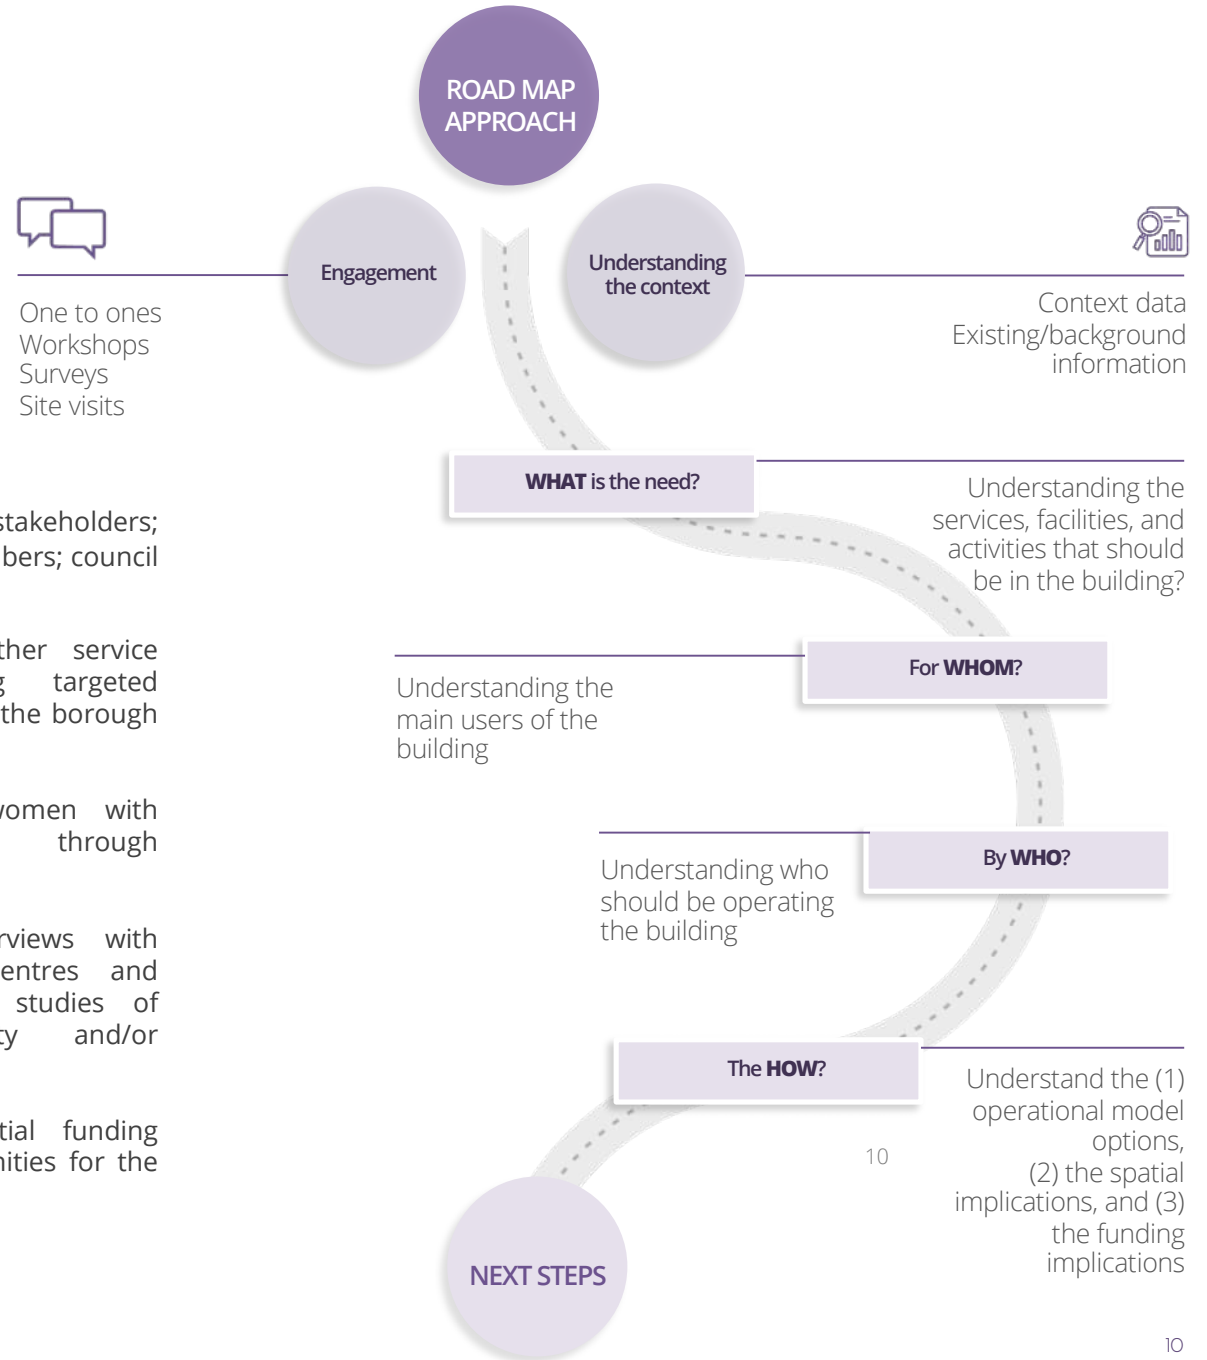 ROAD MAP
APPROACH
Engagement
Understanding
the context
One to ones
Workshops
Surveys
Site visits
Context data
Existing/background
information
WHAT is the need?
Understanding the
services, facilities, and
activities that should
be in the building?
stakeholders;
bers; council
ther service
g targeted
the borough
For WHOM?
Understanding the
main users of the
building
women with
through
By WHO?
Understanding who
should be operating
the building
rviews with
entres and
studies of
ty and/or
The HOW?
Understand the (1)
operational model
options,
(2) the spatial
implications, and (3)
the funding
implications
tial funding
nities for the
10
NEXT STEPS
10